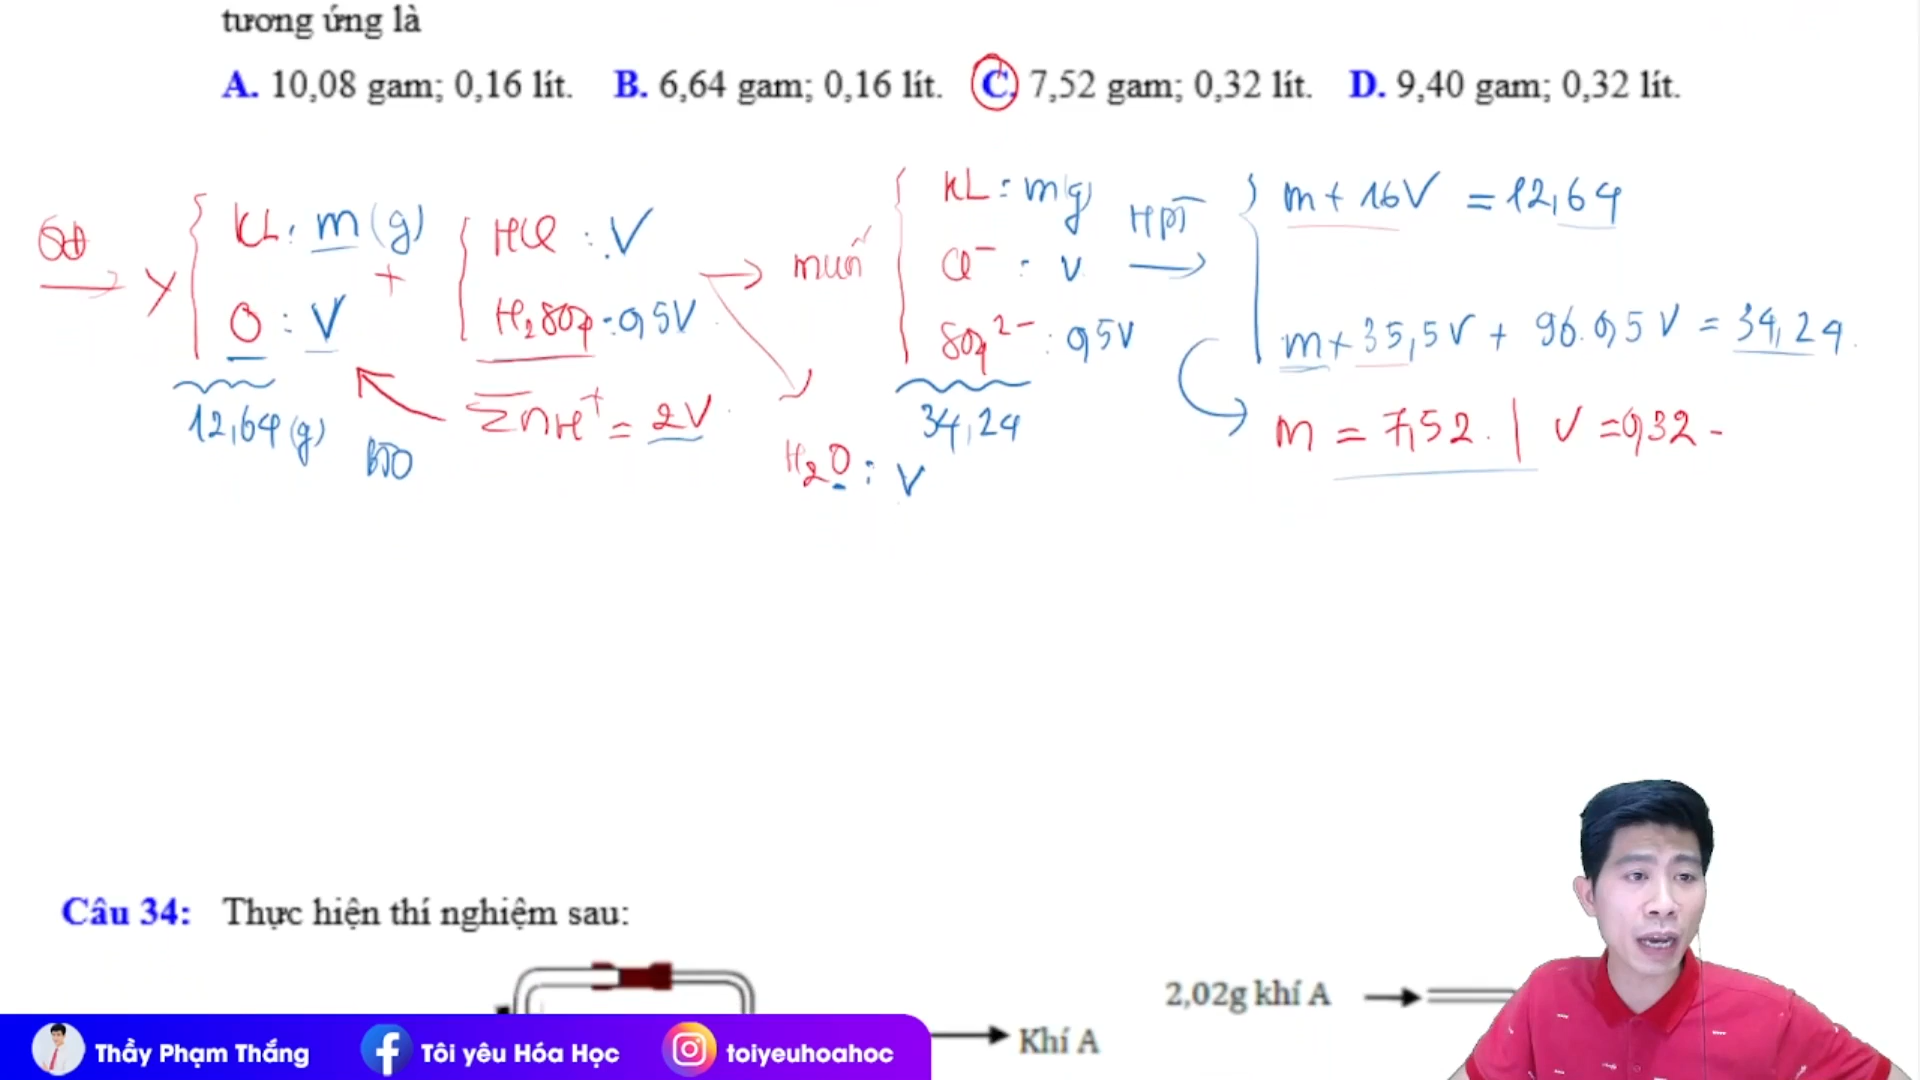 tương ứng là
A. 10,08 gam; 0,16 lít. B. 6,64 gam; 0,16 lít. C. 7,52 gam; 0,32 lít. D. 9,40 gam; 0,32 lít.
Sđ
Y
KL: m (g)
O : V
12,64 (g)
+
HCl : V
H2SO4 : 0,5V
ΣnH+ = 2V
BTO
muối
H2O : V
KL : m(g)
Cl- : V
SO4 2- : 0,5V
34,24
HPT
m + 16V = 12,64
m + 35,5V + 96.0,5V = 34,24.
m = 7,52. | V = 0,32
Câu 34: Thực hiện thí nghiệm sau:
2,02g khí A
Khí A
Thầy Phạm Thắng
Tôi yêu Hóa Học
toiyeuhoahoc